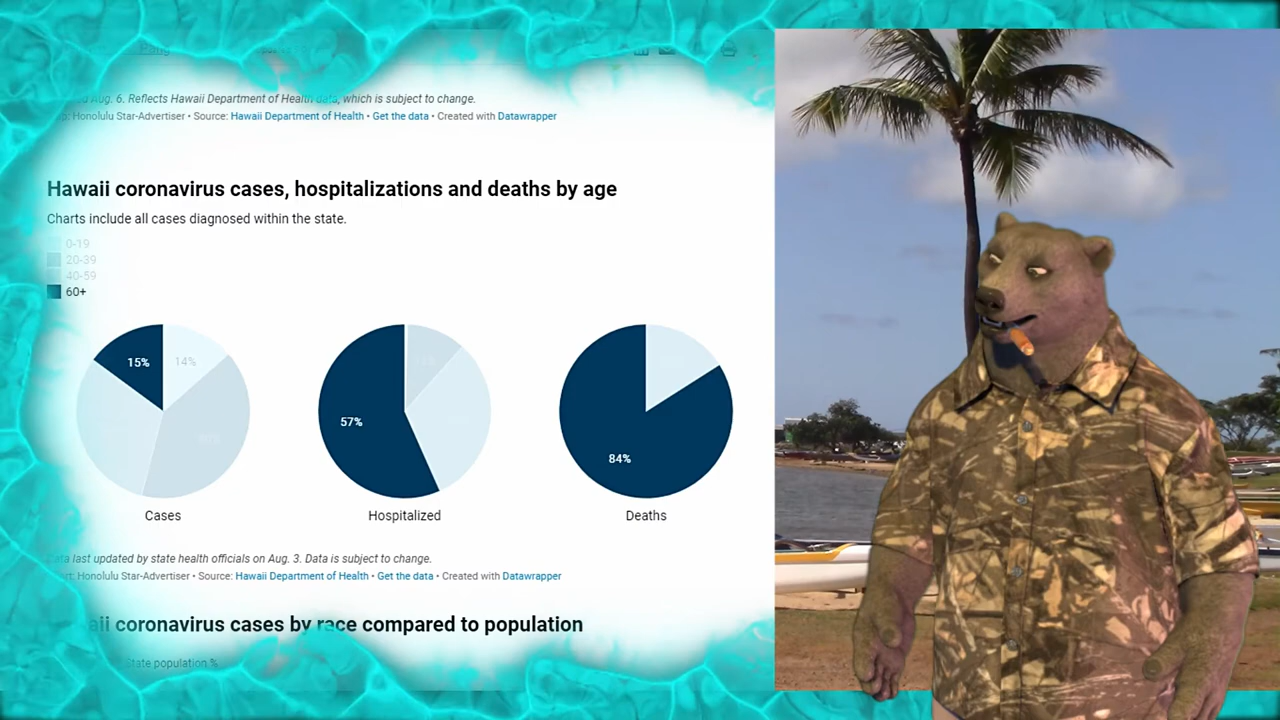 Aug. 6. Reflects Hawaii Department of Health data, which is subject to change.
Honolulu Star-Advertiser • Source: Hawaii Department of Health • Get the data • Created with Datawrapper
Hawaii coronavirus cases, hospitalizations and deaths by age
Charts include all cases diagnosed within the state.
0-19
20-39
40-59
60+
15% 14% 57% 84%
Cases Hospitalized Deaths
last updated by state health officials on Aug. 3. Data is subject to change.
Honolulu Star-Advertiser • Source: Hawaii Department of Health • Get the data • Created with Datawrapper
coronavirus cases by race compared to population
State population %